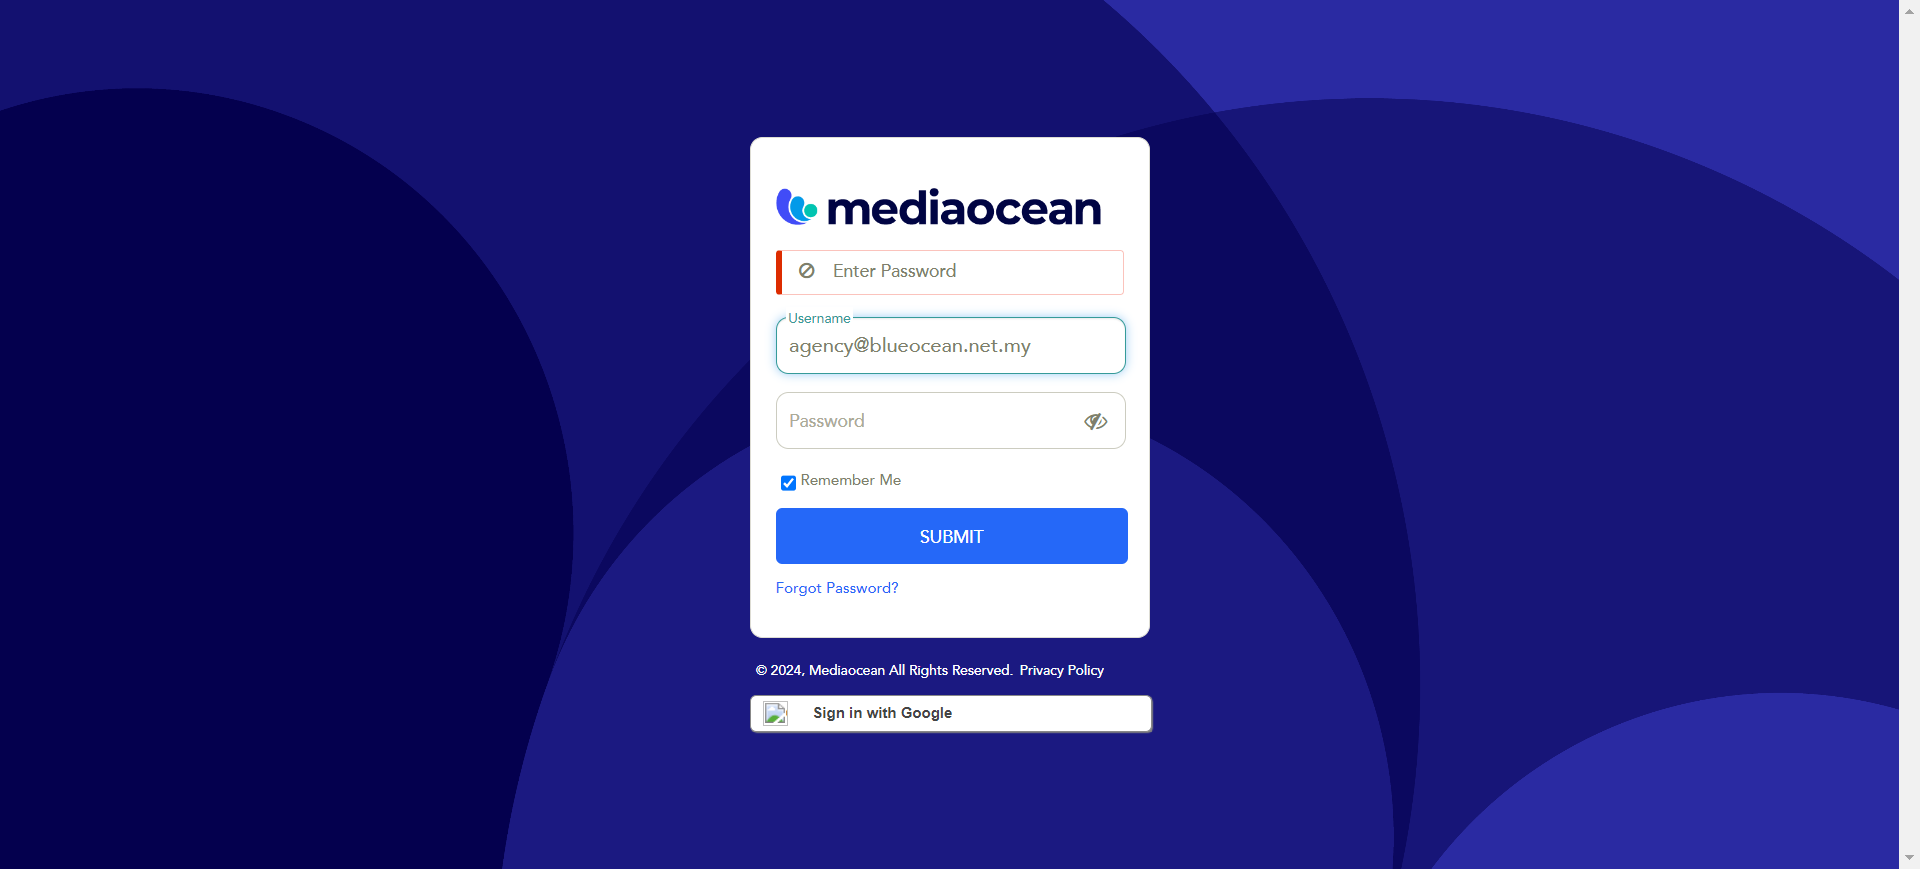 mediaocean
Enter Password
Username
agency@blueocean.net.my
Password
Remember Me
SUBMIT
Forgot Password?
© 2024, Mediaocean All Rights Reserved. Privacy Policy
Sign in with Google